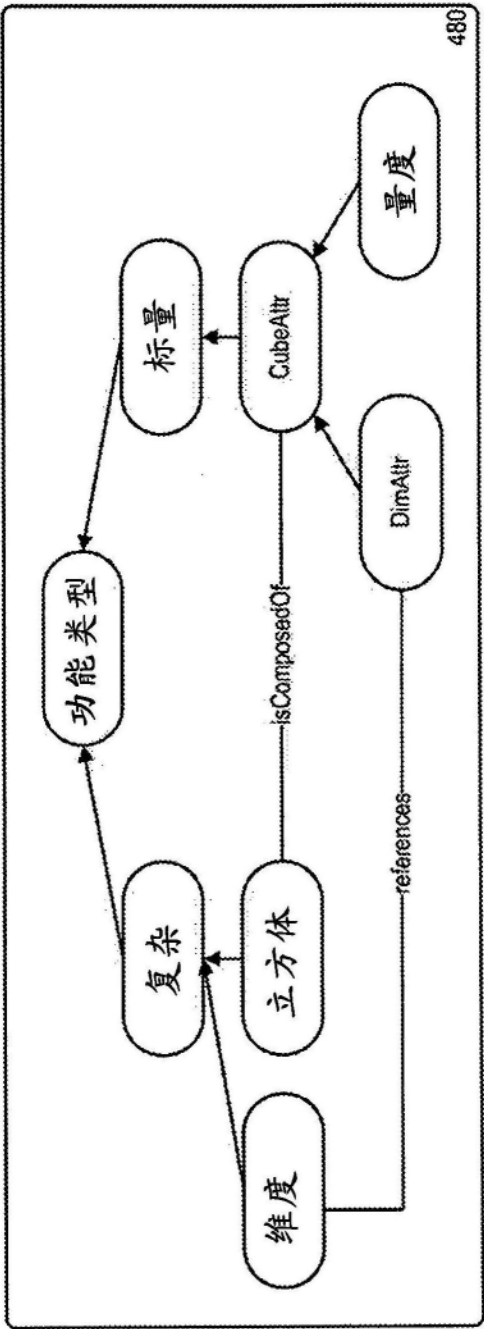 功能类型
复杂
标量
维度
立方体
isComposedOf
CubeAttr
references
DimAttr
量度
480